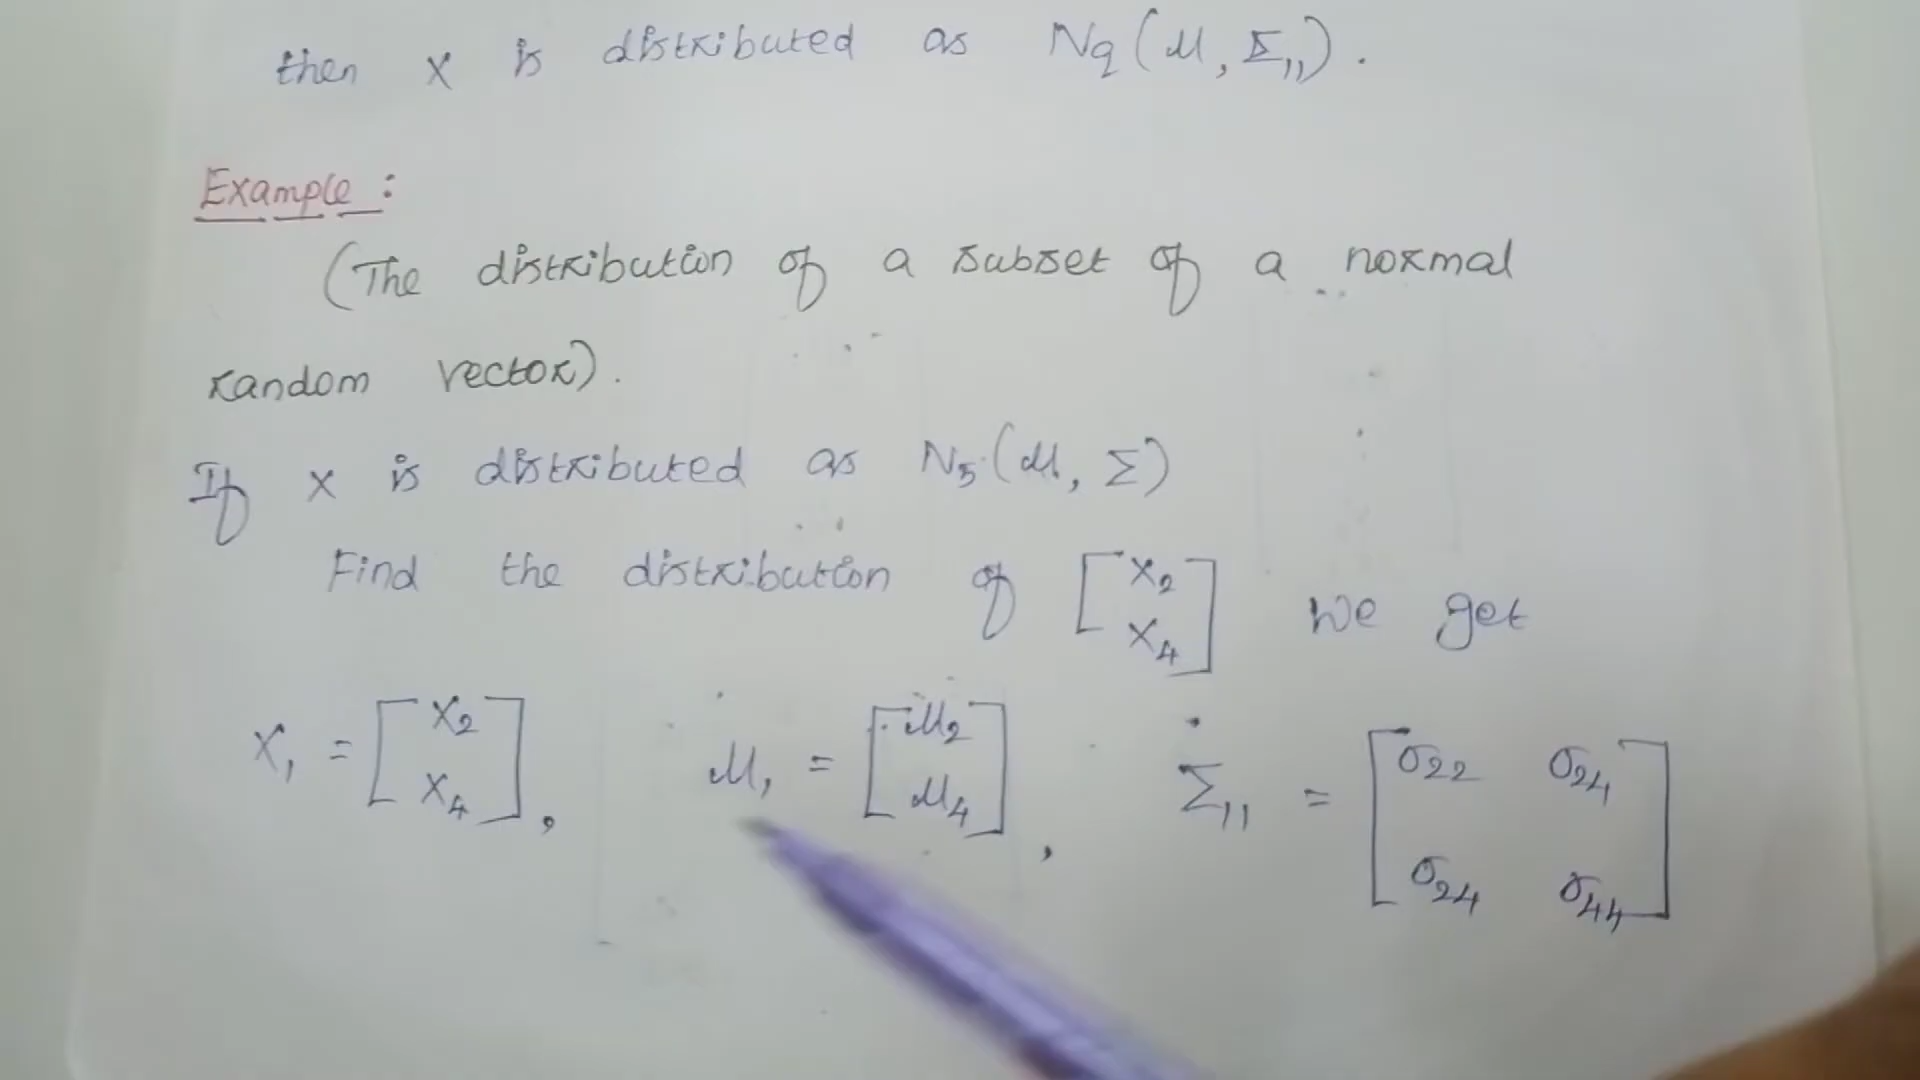 then X is distributed as Nq(μ, Σ₁₁).
Example :
(The distribution of a subset of a normal
random vector).
If X is distributed as N₅(μ, Σ)
Find the distribution of [X₂ X₄] we get
X₁ = [X₂ X₄], μ₁ = [μ₂ μ₄], Σ₁₁ = [σ₂₂ σ₂₄ σ₂₄ σ₄₄]